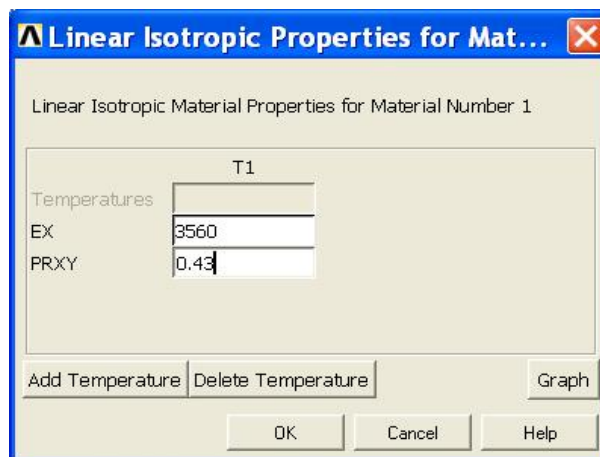 Linear Isotropic Properties for Mat...
Linear Isotropic Material Properties for Material Number 1
T1
Temperatures
EX 3560
PRXY 0.43
Add Temperature Delete Temperature Graph
OK Cancel Help